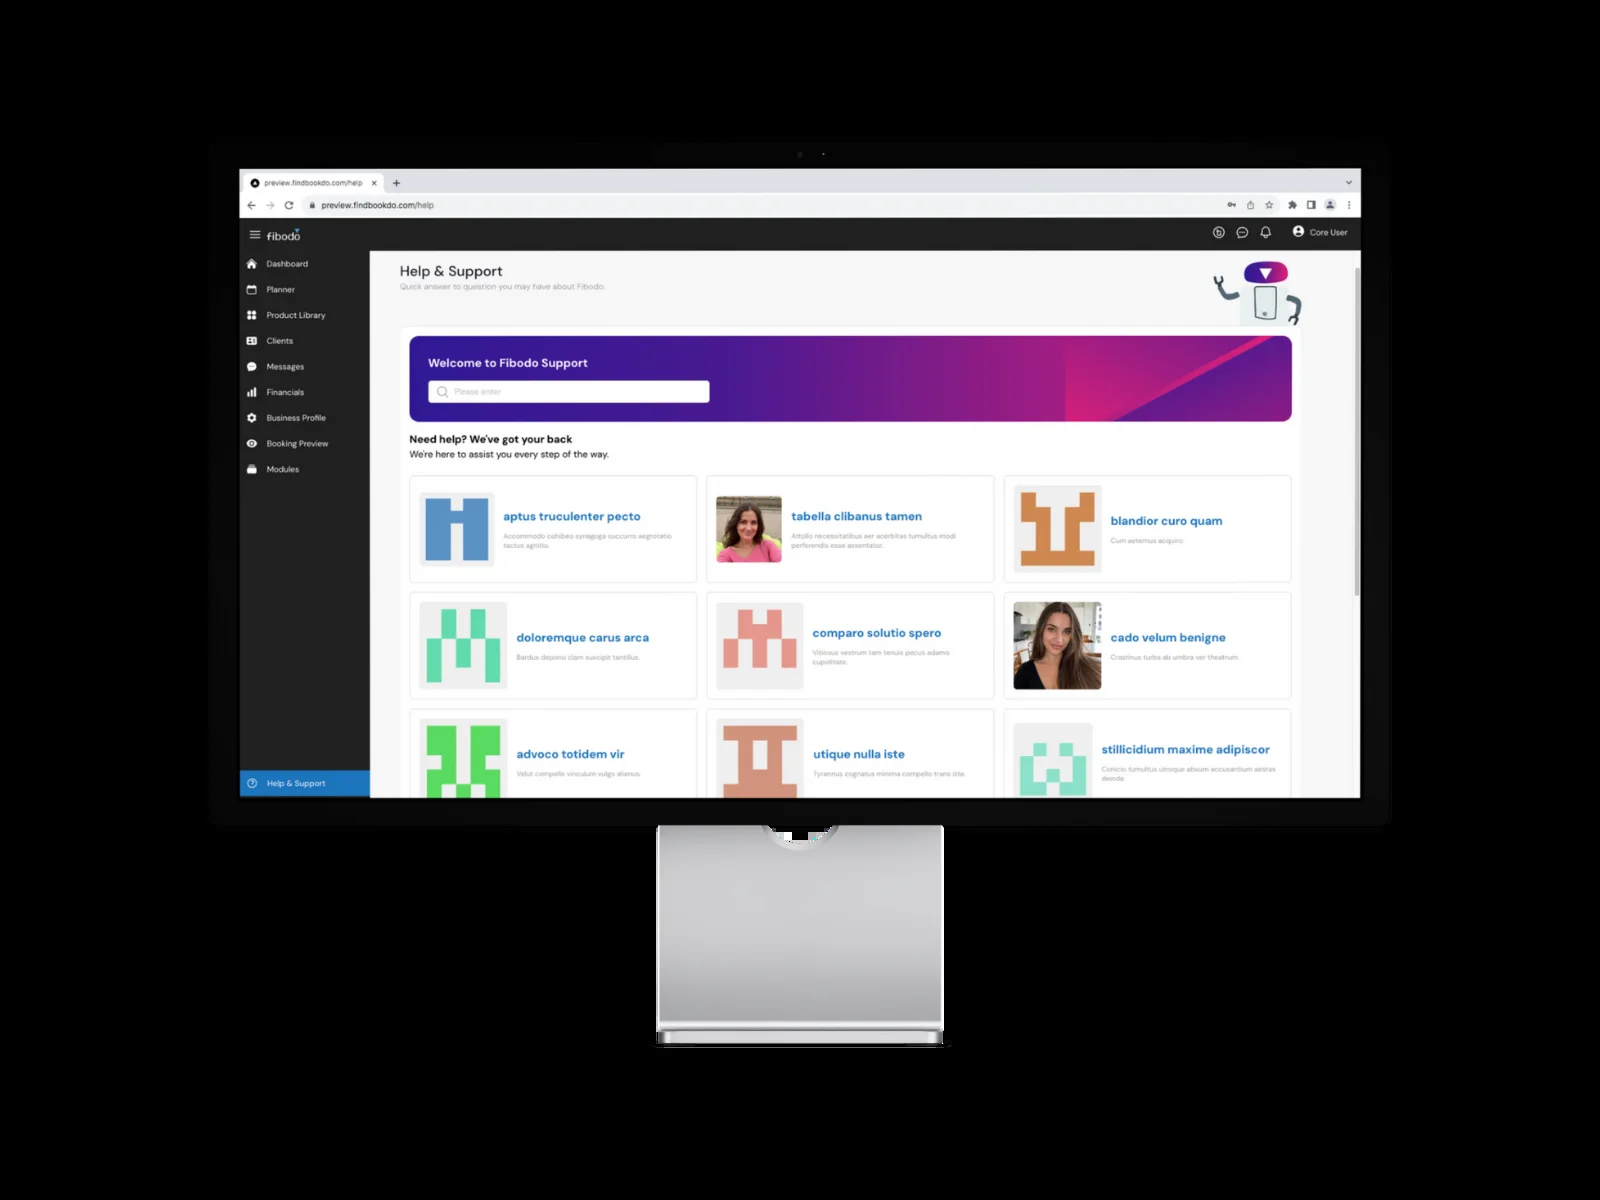 preview.findbookdo.com/help
preview.findbookdo.com/help
fibodo
Core User
Dashboard
Planner
Product Library
Clients
Messages
Financials
Business Profile
Booking Preview
Modules
Help & Support
Help & Support
Quick answer to question you may have about Fibodo.
Welcome to Fibodo Support
Please enter
Need help? We've got your back
We're here to assist you every step of the way.
aptus truculenter pecto
Accommodo cohibeo synagoga succurro aegrotatio
tactus agnitio.
tabella clibanus tamen
Attollo necessitatibus aer acerbitas tumultus modi
perferendis esse assentator.
blandior curo quam
Cum aeternus acquiro.
doloremque carus arca
Bardus depono clam suscipit tantillus.
comparo solutio spero
Vitiosus vestrum tam tenuis pecus adamo
cupiditate.
cado velum benigne
Crastinus turba ab umbra ver theatrum.
advoco totidem vir
Velut compello vinculum vulgo alienus.
utique nulla iste
Tyrannus cognatus minima compello trans iste.
stillicidium maxime adipiscor
Conicio tumultus utroque absum accusantium aestas
deinde.